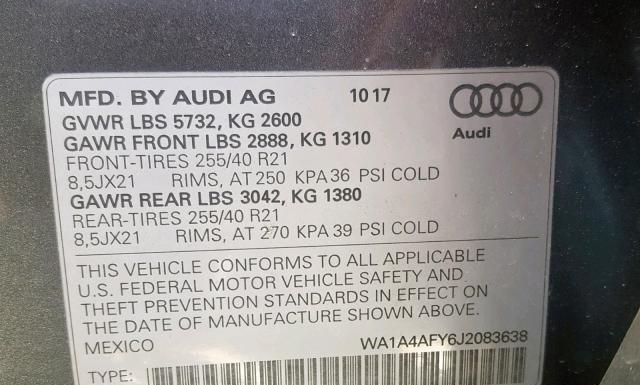 MFD. BY AUDI AG 10 17
GVWR LBS 5732, KG 2600
GAWR FRONT LBS 2888, KG 1310
FRONT-TIRES 255/40 R21
8,5JX21 RIMS, AT 250 KPA 36 PSI COLD
GAWR REAR LBS 3042, KG 1380
REAR-TIRES 255/40 R21
8,5JX21 RIMS, AT 270 KPA 39 PSI COLD
Audi
THIS VEHICLE CONFORMS TO ALL APPLICABLE
U.S. FEDERAL MOTOR VEHICLE SAFETY AND
THEFT PREVENTION STANDARDS IN EFFECT ON
THE DATE OF MANUFACTURE SHOWN ABOVE.
MEXICO WA1A4AFY6J2083638
TYPE: